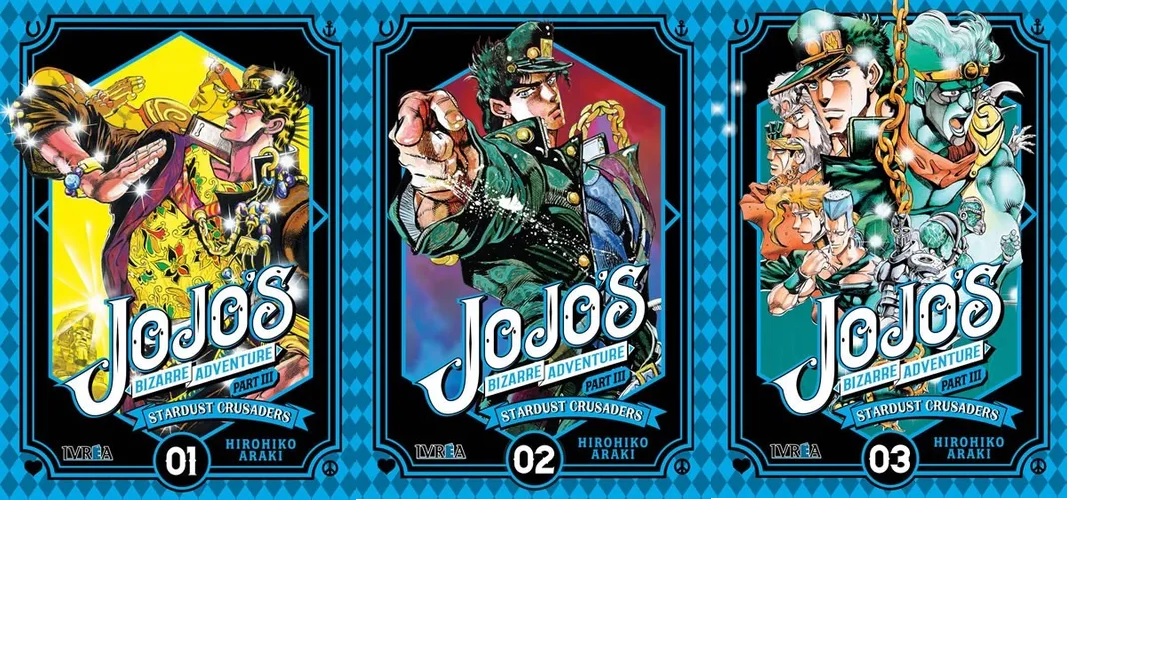 JOJO'S
BIZARRE ADVENTURE
PART III
STARDUST CRUSADERS
IVREA
01
HIROHIKO
ARAKI
JOJO'S
BIZARRE ADVENTURE
PART III
STARDUST CRUSADERS
IVREA
02
HIROHIKO
ARAKI
JOJO'S
BIZARRE ADVENTURE
PART III
STARDUST CRUSADERS
IVREA
03
HIROHIKO
ARAKI